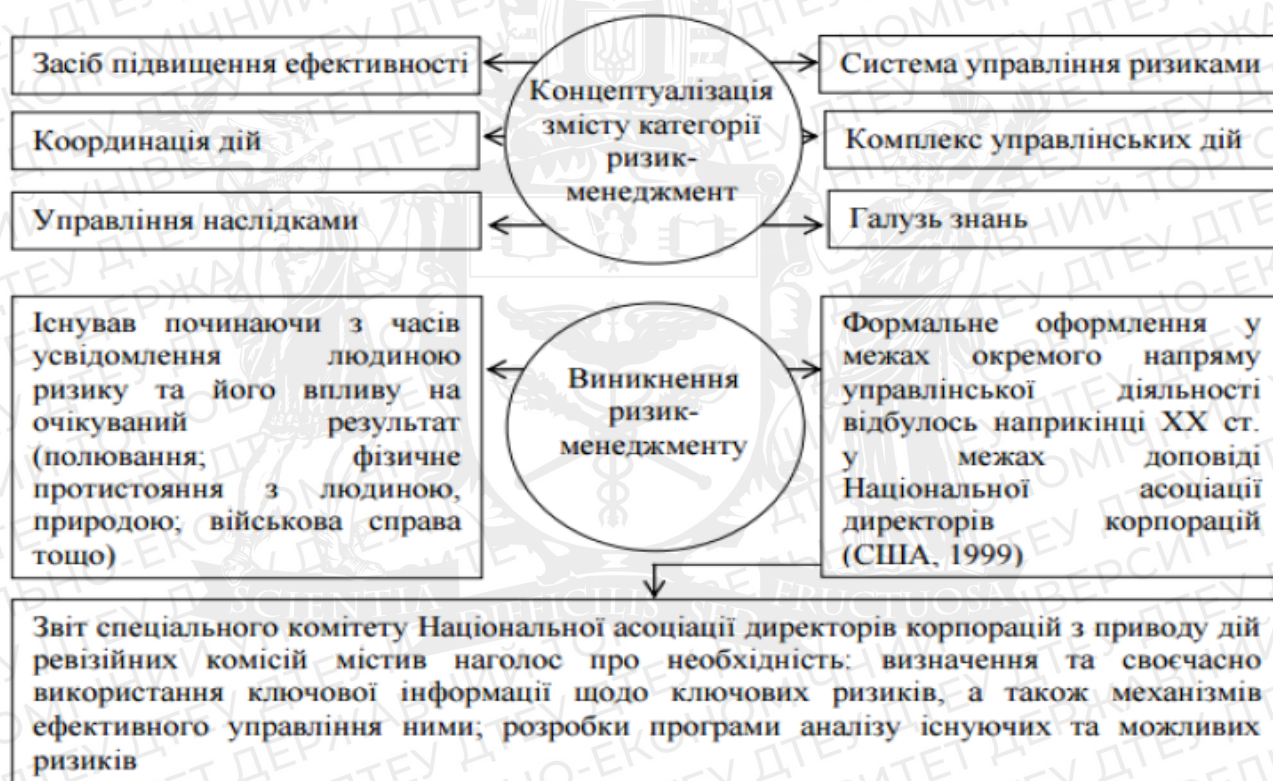 Засіб підвищення ефективності
Координація дій
Управління наслідками
Концептуалізація
змісту категорії
ризик-
менеджмент
Система управління ризиками
Комплекс управлінських дій
Галузь знань
Існував починаючи з часів
усвідомлення людиною
ризику та його впливу на
очікуваний результат
(полювання; фізичне
протистояння з людиною,
природою; військова справа
тощо)
Виникнення
ризик-
менеджменту
Формальне оформлення у
межах окремого напряму
управлінської діяльності
відбулось наприкінці ХХ ст.
у межах доповіді
Національної асоціації
директорів корпорацій
(США, 1999)
SCIENTIA DIFFICILIS SED FRUCTUOSA
Звіт спеціального комітету Національної асоціації директорів корпорацій з приводу дій
ревізійних комісій містив наголос про необхідність: визначення та своєчасно
використання ключової інформації щодо ключових ризиків, а також механізмів
ефективного управління ними; розробки програми аналізу існуючих та можливих
ризиків